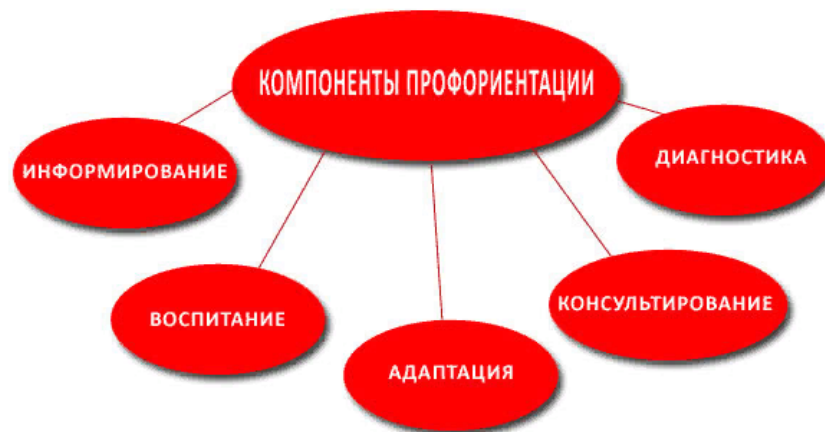 КОМПОНЕНТЫ ПРОФОРИЕНТАЦИИ
ИНФОРМИРОВАНИЕ
ВОСПИТАНИЕ
АДАПТАЦИЯ
КОНСУЛЬТИРОВАНИЕ
ДИАГНОСТИКА